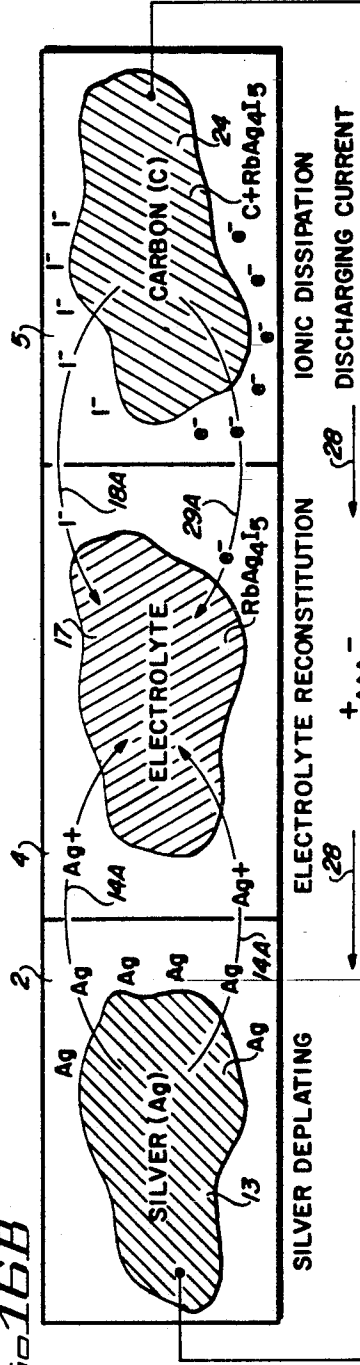 16B
2
4
5
Ag
Ag
Ag
Ag
Ag
Ag+
Ag+
14A
14A
SILVER (Ag)
Ag
13
17
ELECTROLYTE
RbAg4I5
I⁻
I⁻
I⁻
I⁻
I⁻
I⁻
18A
29A
e⁻
e⁻
e⁻
e⁻
e⁻
e⁻
e⁻
CARBON (C)
24
C+RbAg4I5
SILVER DEPLATING
ELECTROLYTE RECONSTITUTION
IONIC DISSIPATION
28
28
DISCHARGING CURRENT
+
−